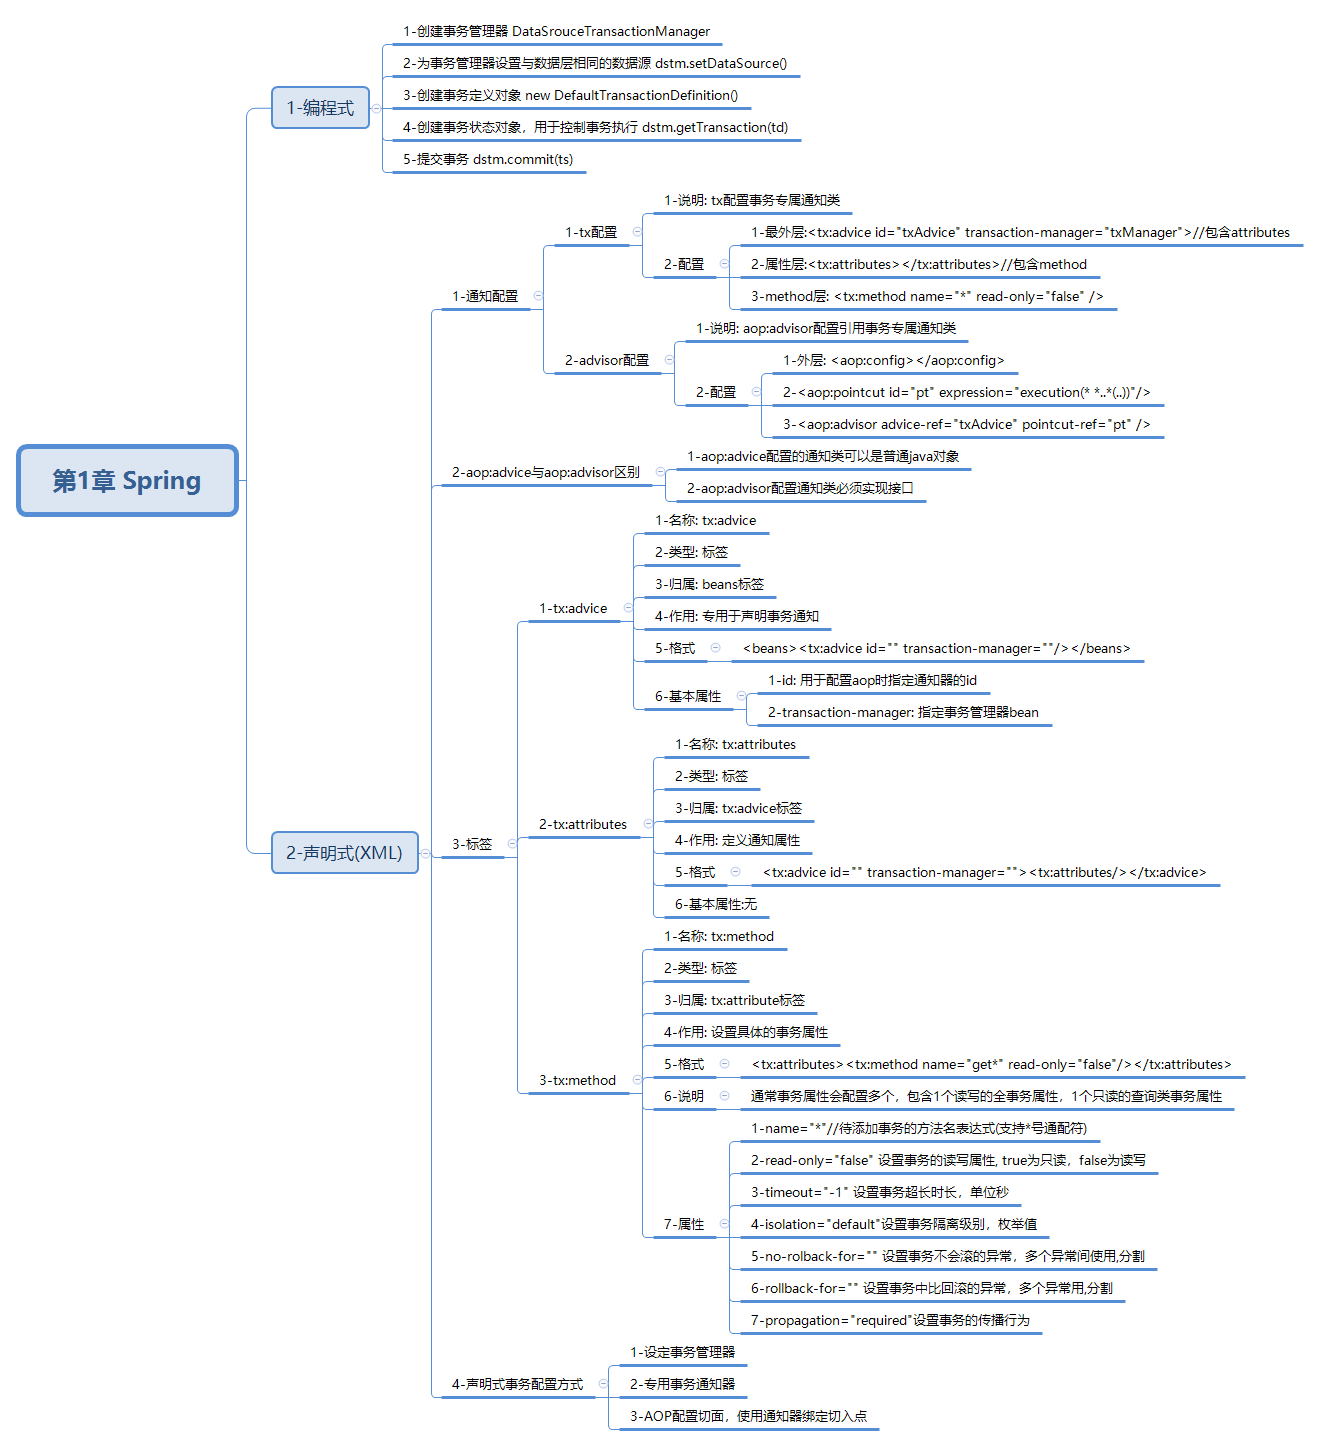 第1章 Spring
1-编程式
1-创建事务管理器 DataSrouceTransactionManager
2-为事务管理器设置与数据层相同的数据源 dstm.setDataSource()
3-创建事务定义对象 new DefaultTransactionDefinition()
4-创建事务状态对象，用于控制事务执行 dstm.getTransaction(td)
5-提交事务 dstm.commit(ts)
2-声明式(XML)
1-通知配置
1-tx配置
1-说明: tx配置事务专属通知类
2-配置
1-最外层:<tx:advice id="txAdvice" transaction-manager="txManager">//包含attributes
2-属性层:<tx:attributes></tx:attributes>//包含method
3-method层: <tx:method name="*" read-only="false" />
2-advisor配置
1-说明: aop:advisor配置引用事务专属通知类
2-配置
1-外层: <aop:config></aop:config>
2-<aop:pointcut id="pt" expression="execution(* *..*(..))"/>
3-<aop:advisor advice-ref="txAdvice" pointcut-ref="pt" />
2-aop:advice与aop:advisor区别
1-aop:advice配置的通知类可以是普通java对象
2-aop:advisor配置通知类必须实现接口
3-标签
1-tx:advice
1-名称: tx:advice
2-类型: 标签
3-归属: beans标签
4-作用: 专用于声明事务通知
5-格式
<beans><tx:advice id="" transaction-manager=""/></beans>
6-基本属性
1-id: 用于配置aop时指定通知器的id
2-transaction-manager: 指定事务管理器bean
2-tx:attributes
1-名称: tx:attributes
2-类型: 标签
3-归属: tx:advice标签
4-作用: 定义通知属性
5-格式
<tx:advice id="" transaction-manager=""><tx:attributes/></tx:advice>
6-基本属性:无
3-tx:method
1-名称: tx:method
2-类型: 标签
3-归属: tx:attribute标签
4-作用: 设置具体的事务属性
5-格式
<tx:attributes><tx:method name="get*" read-only="false"/></tx:attributes>
6-说明
通常事务属性会配置多个，包含1个读写的全事务属性，1个只读的查询类事务属性
7-属性
1-name="*"//待添加事务的方法名表达式(支持*号通配符)
2-read-only="false" 设置事务的读写属性, true为只读，false为读写
3-timeout="-1" 设置事务超长时长，单位秒
4-isolation="default"设置事务隔离级别，枚举值
5-no-rolback-for="" 设置事务不会滚的异常，多个异常间使用,分割
6-rollback-for="" 设置事务中比回滚的异常，多个异常用,分割
7-propagation="required"设置事务的传播行为
4-声明式事务配置方式
1-设定事务管理器
2-专用事务通知器
3-AOP配置切面，使用通知器绑定切入点